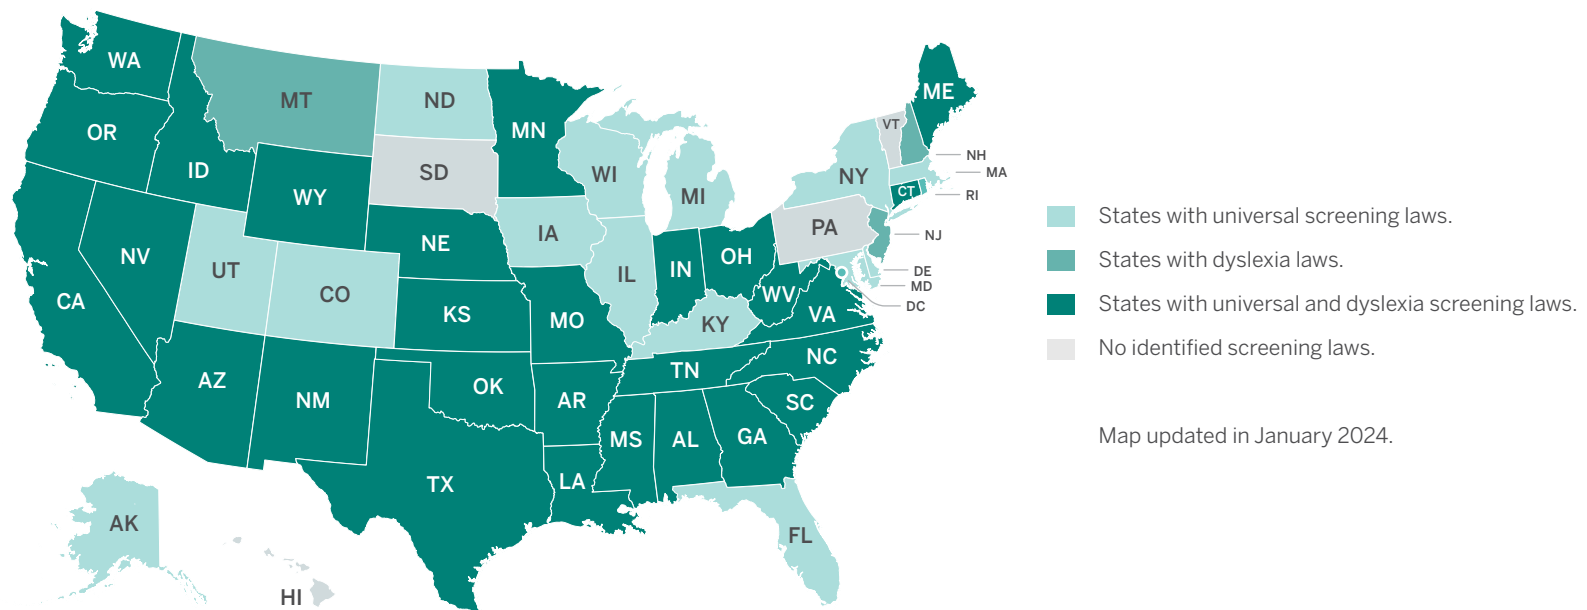 WA
OR
CA
NV
ID
MT
WY
UT
CO
AZ
NM
ND
SD
NE
KS
OK
TX
MN
IA
MO
AR
LA
WI
IL
MI
IN
OH
KY
TN
MS
AL
GA
FL
SC
NC
VA
WV
PA
NY
VT
ME
NH
MA
CT
RI
NJ
DE
MD
DC
AK
HI
States with universal screening laws.
States with dyslexia laws.
States with universal and dyslexia screening laws.
No identified screening laws.
Map updated in January 2024.